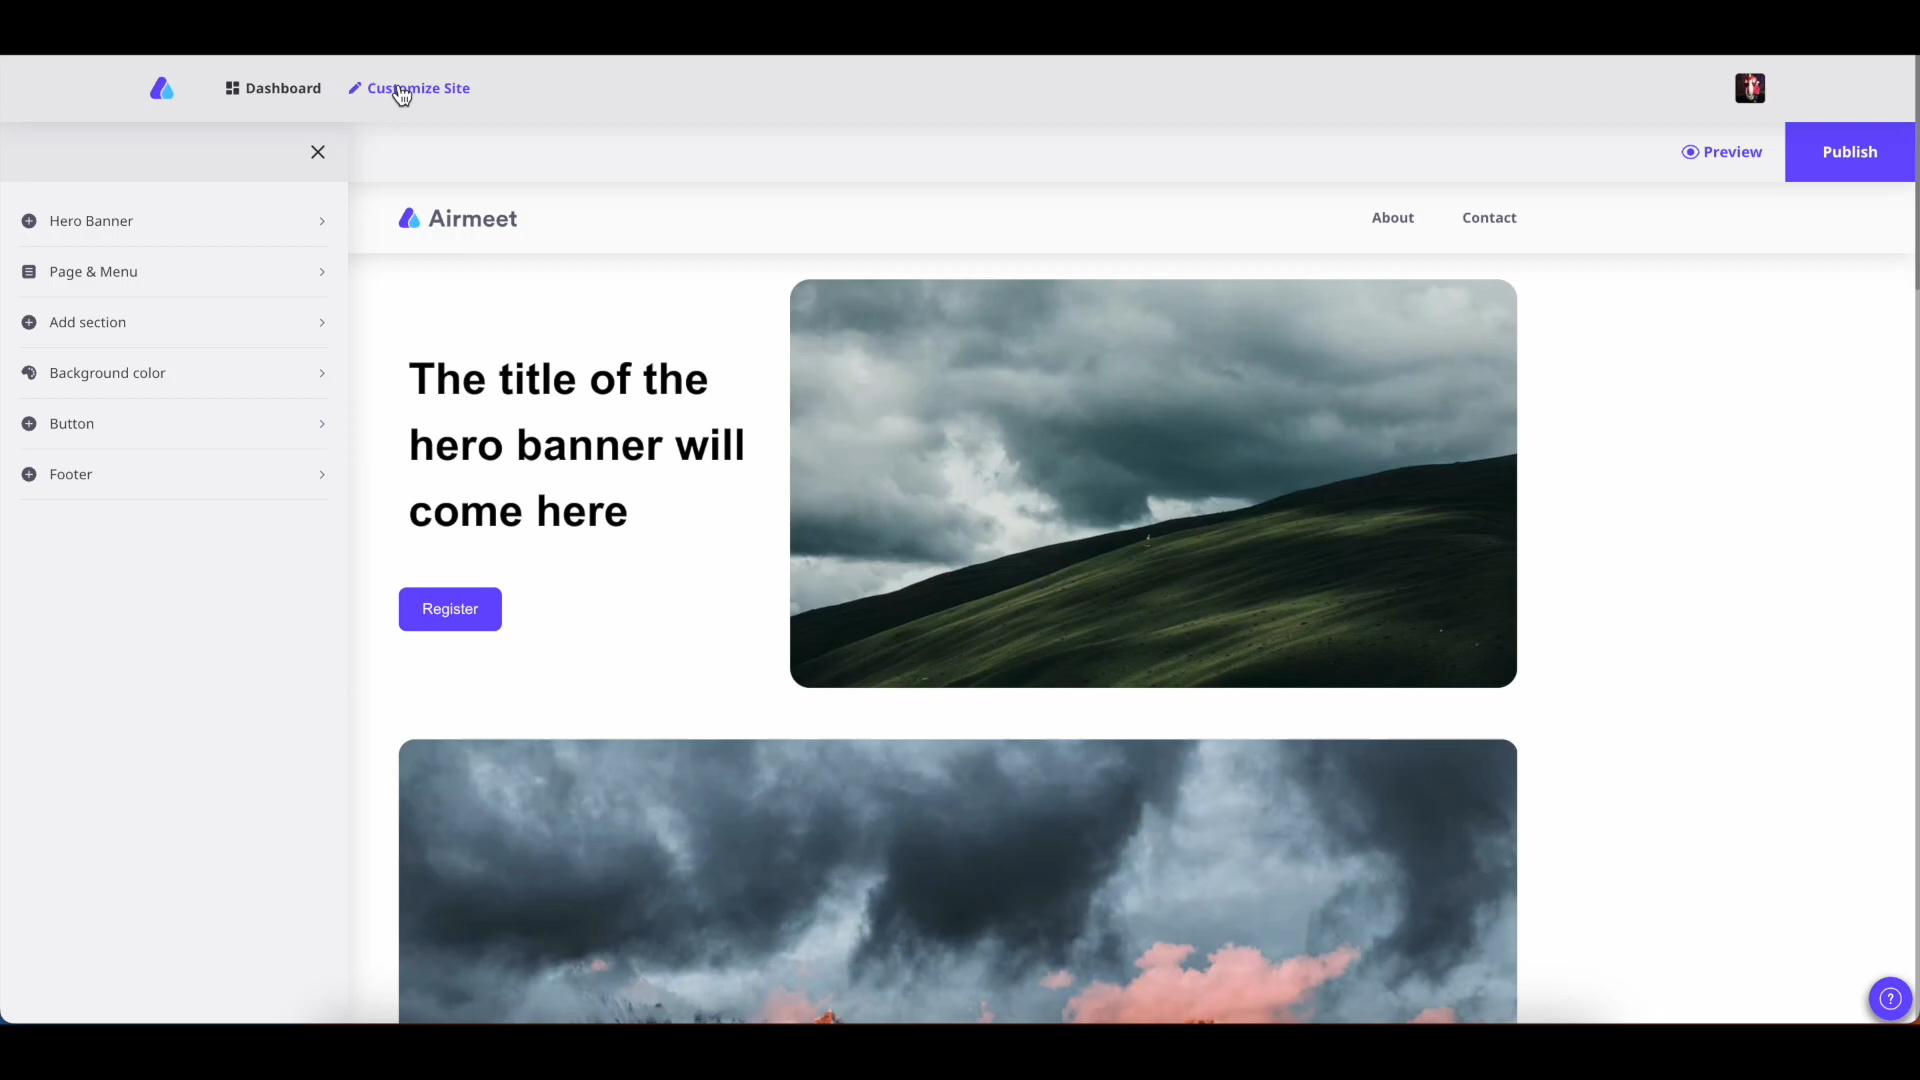 Dashboard
Customize Site
Preview
Publish
Hero Banner
Page & Menu
Add section
Background color
Button
Footer
Airmeet
About
Contact
The title of the
hero banner will
come here
Register
?